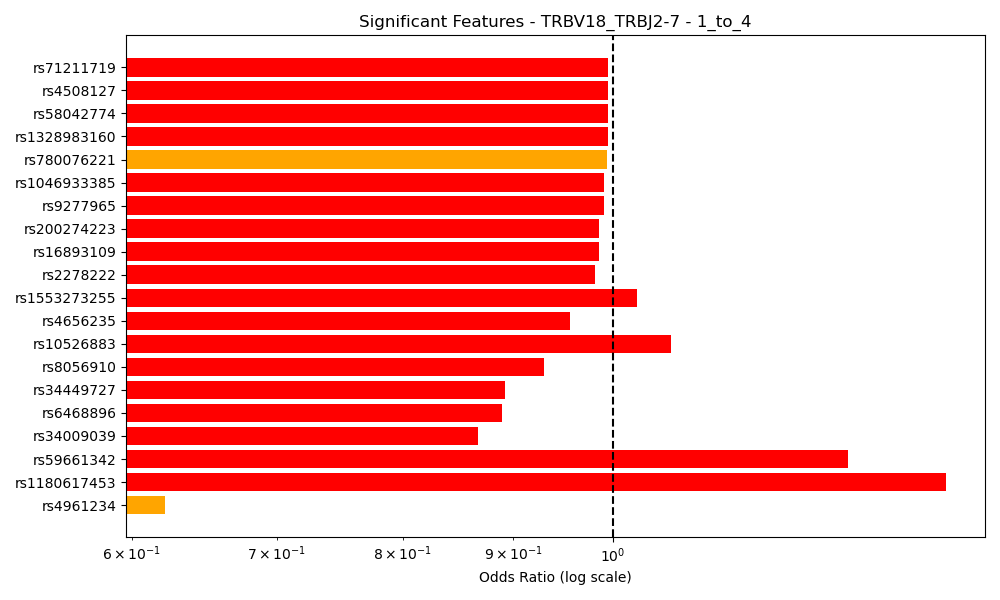 Significant Features - TRBV18_TRBJ2-7 - 1_to_4
rs71211719
rs4508127
rs58042774
rs1328983160
rs780076221
rs1046933385
rs9277965
rs200274223
rs16893109
rs2278222
rs1553273255
rs4656235
rs10526883
rs8056910
rs34449727
rs6468896
rs34009039
rs59661342
rs1180617453
rs4961234
6 × 10⁻¹ 7 × 10⁻¹ 8 × 10⁻¹ 9 × 10⁻¹ 10⁰
Odds Ratio (log scale)